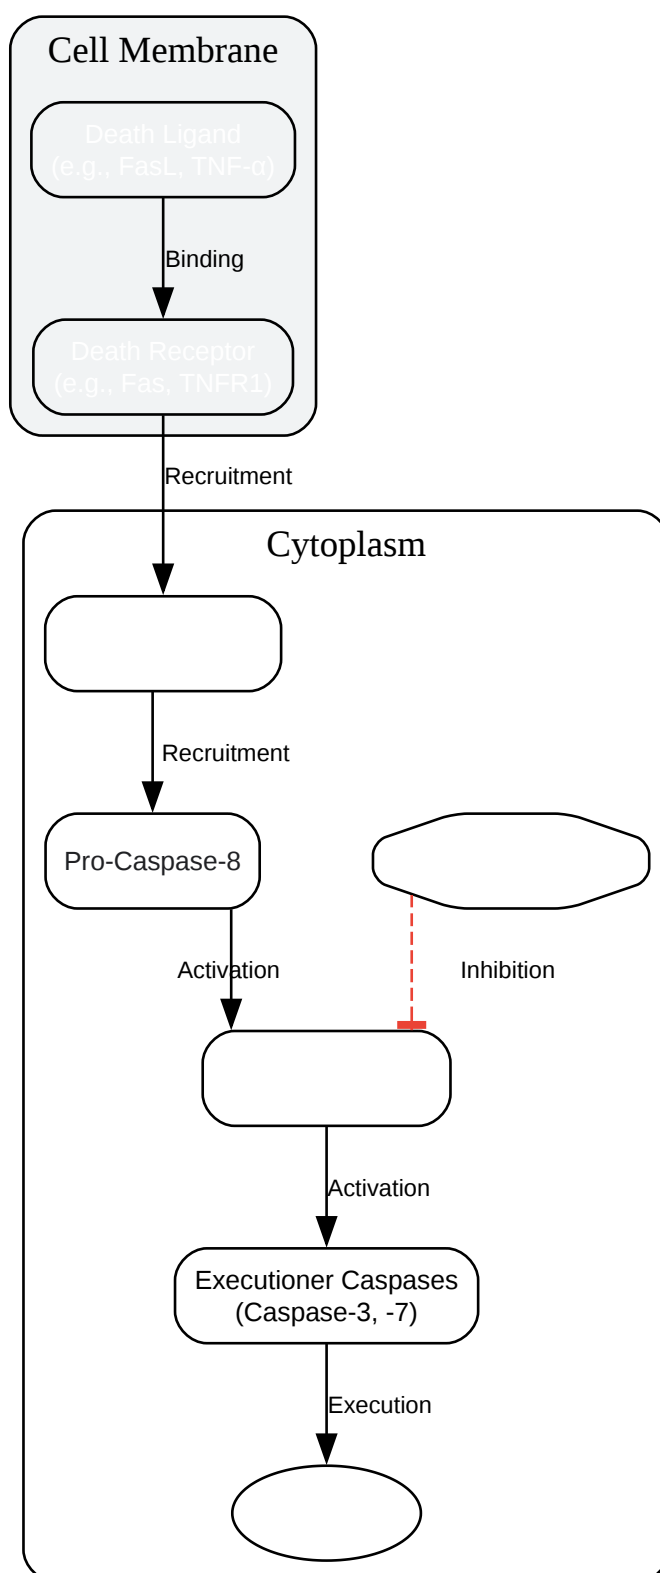 Cell Membrane
Death Ligand
(e.g., FasL, TNF-α)
Binding
Death Receptor
(e.g., Fas, TNFR1)
Recruitment
Cytoplasm
Recruitment
Pro-Caspase-8
Activation
Inhibition
Activation
Executioner Caspases
(Caspase-3, -7)
Execution